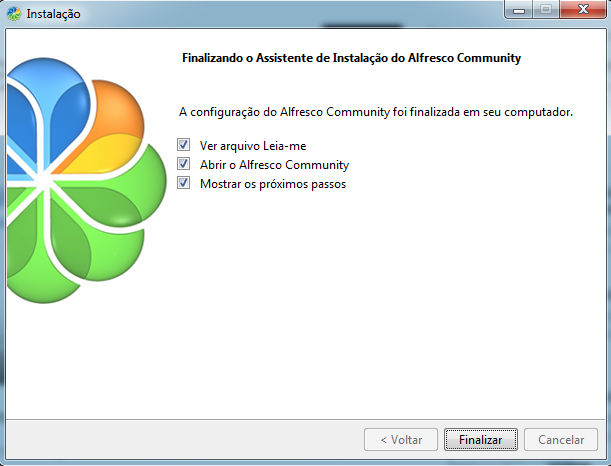 Instalação
Finalizando o Assistente de Instalação do Alfresco Community
A configuração do Alfresco Community foi finalizada em seu computador.
Ver arquivo Leia-me
Abrir o Alfresco Community
Mostrar os próximos passos
< Voltar
Finalizar
Cancelar